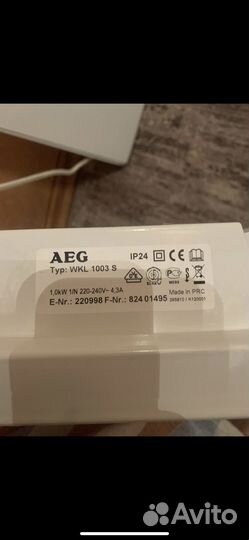 AEG
IP24
Typ: WKL 1003 S
1,0kW 1/N 220-240V~ 4,3A
Made in PRC
E-Nr.: 220998 F-Nr.: 824 01495
Avito